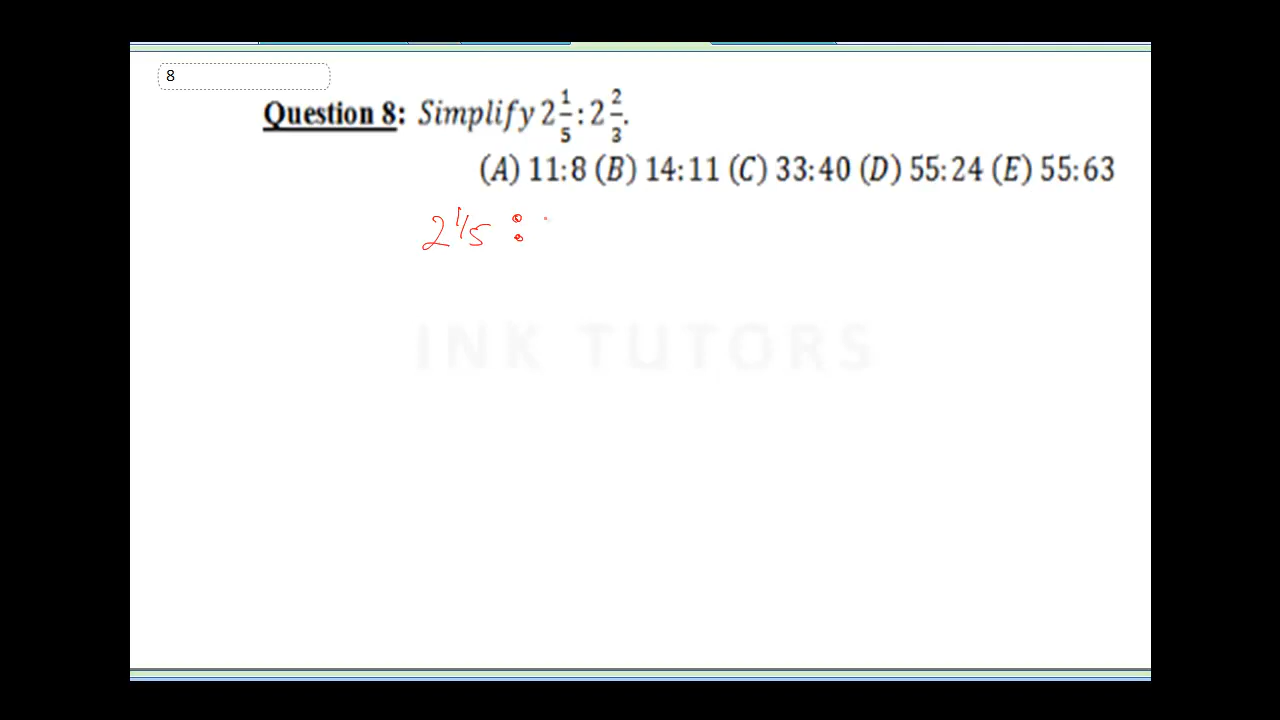 8
Question 8: Simplify 2 1/5 : 2 2/3.
(A) 11:8 (B) 14:11 (C) 33:40 (D) 55:24 (E) 55:63
2 1/5 :
INK TUTORS